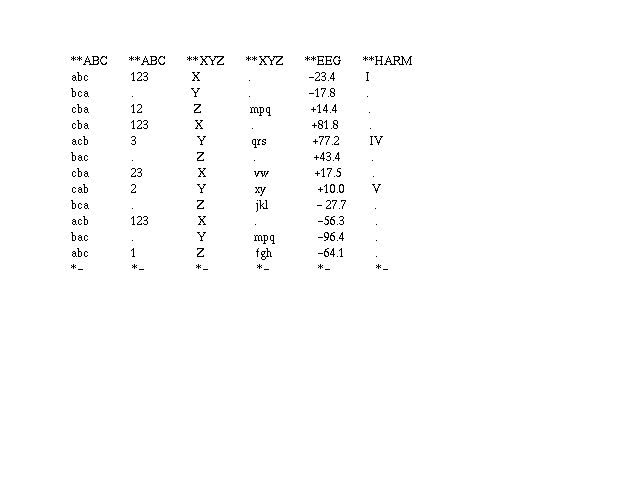 **ABC **ABC **XYZ **XYZ **EEG **HARM
abc 123 X . −23.4 I
bca . Y . −17.8 .
cba 12 Z mpq +14.4 .
cba 123 X . +81.8 .
acb 3 Y qrs +77.2 IV
bac . Z . +43.4 .
cba 23 X vw +17.5 .
cab 2 Y xy +10.0 V
bca . Z jkl − 27.7 .
acb 123 X . −56.3 .
bac . Y mpq −96.4 .
abc 1 Z fgh −64.1 .
*− *− *− *− *− *−